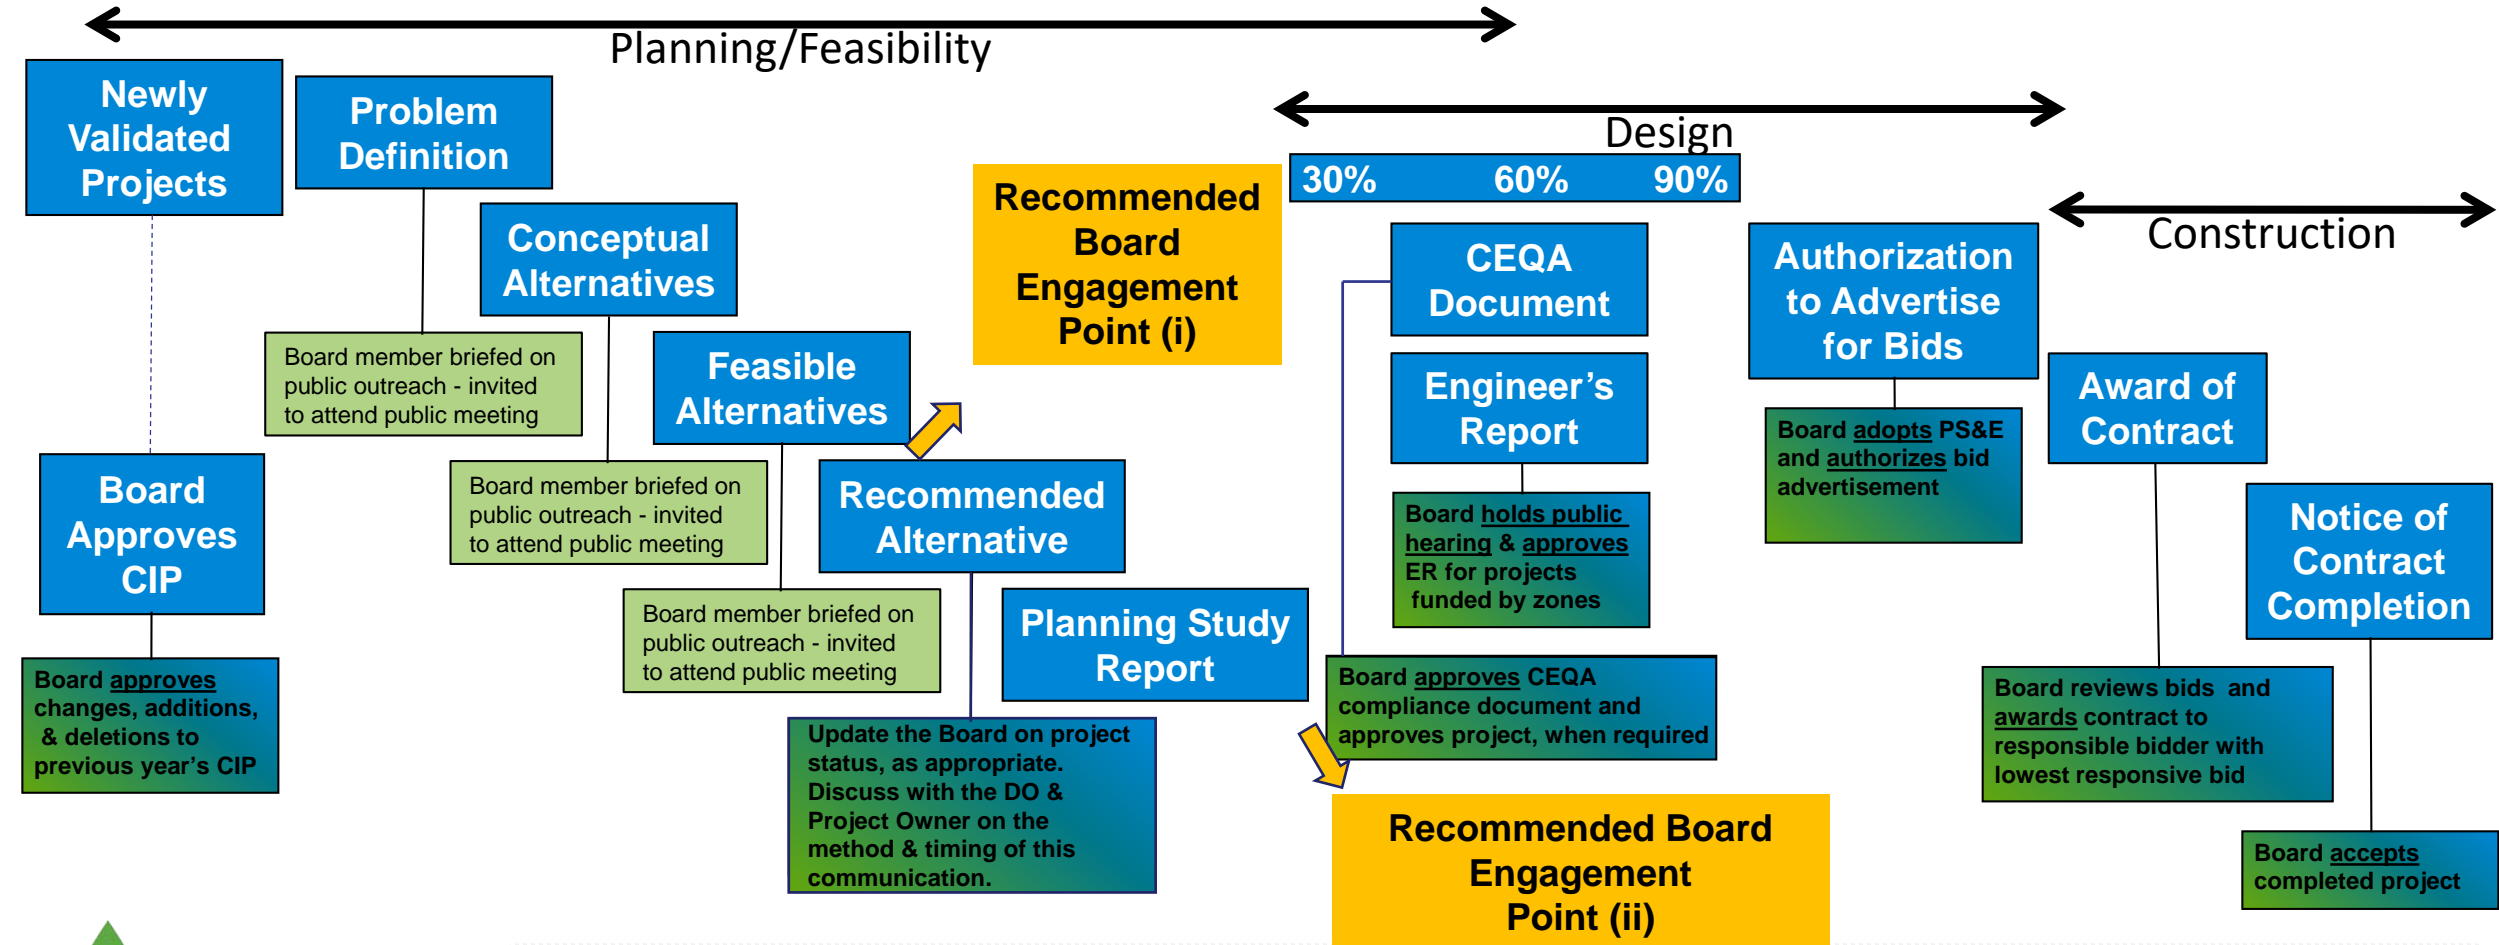 Planning/Feasibility
Newly
Validated
Projects
Problem
Definition
Conceptual
Alternatives
Feasible
Alternatives
Board
Approves
CIP
Board approves
changes, additions,
& deletions to
previous year's CIP
Board member briefed on
public outreach - invited
to attend public meeting
Board member briefed on
public outreach - invited
to attend public meeting
Board member briefed on
public outreach - invited
to attend public meeting
Recommended
Alternative
Planning Study
Report
Update the Board on project
status, as appropriate.
Discuss with the DO &
Project Owner on the
method & timing of this
communication.
Recommended
Board
Engagement
Point (i)
Design
30% 60% 90%
CEQA
Document
Engineer’s
Report
Board holds public
hearing & approves
ER for projects
funded by zones
Board approves CEQA
compliance document and
approves project, when required
Recommended Board
Engagement
Point (ii)
Authorization
to Advertise
for Bids
Board adopts PS&E
and authorizes bid
advertisement
Construction
Award of
Contract
Board reviews bids and
awards contract to
responsible bidder with
lowest responsive bid
Notice of
Contract
Completion
Board accepts
completed project